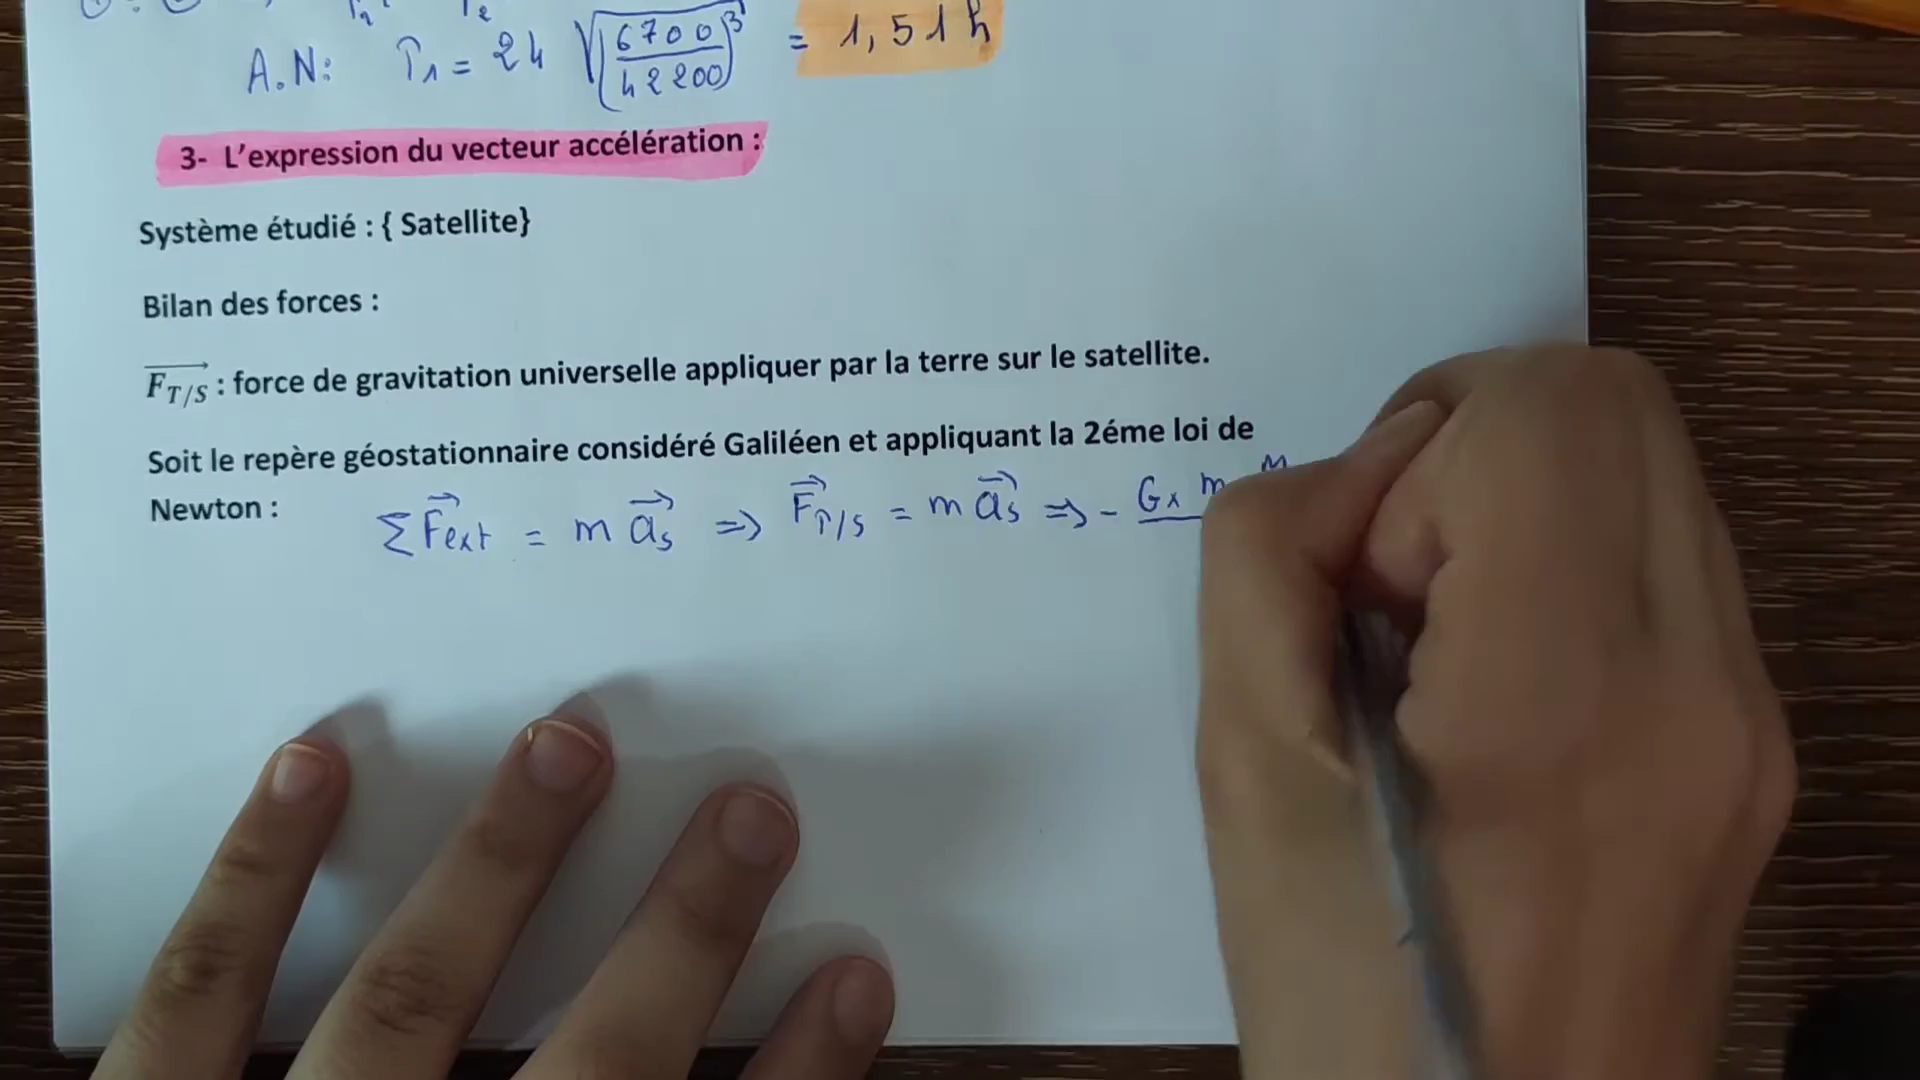 A.N: T₁ = 24 √(6700/42200)³ = 1,51 h
3- L'expression du vecteur accélération :
Système étudié : { Satellite}
Bilan des forces :
F⃗T/S : force de gravitation universelle appliquer par la terre sur le satellite.
Soit le repère géostationnaire considéré Galiléen et appliquant la 2éme loi de
Newton : ΣF⃗ext = m a⃗s => F⃗T/S = m a⃗s => - G x m M